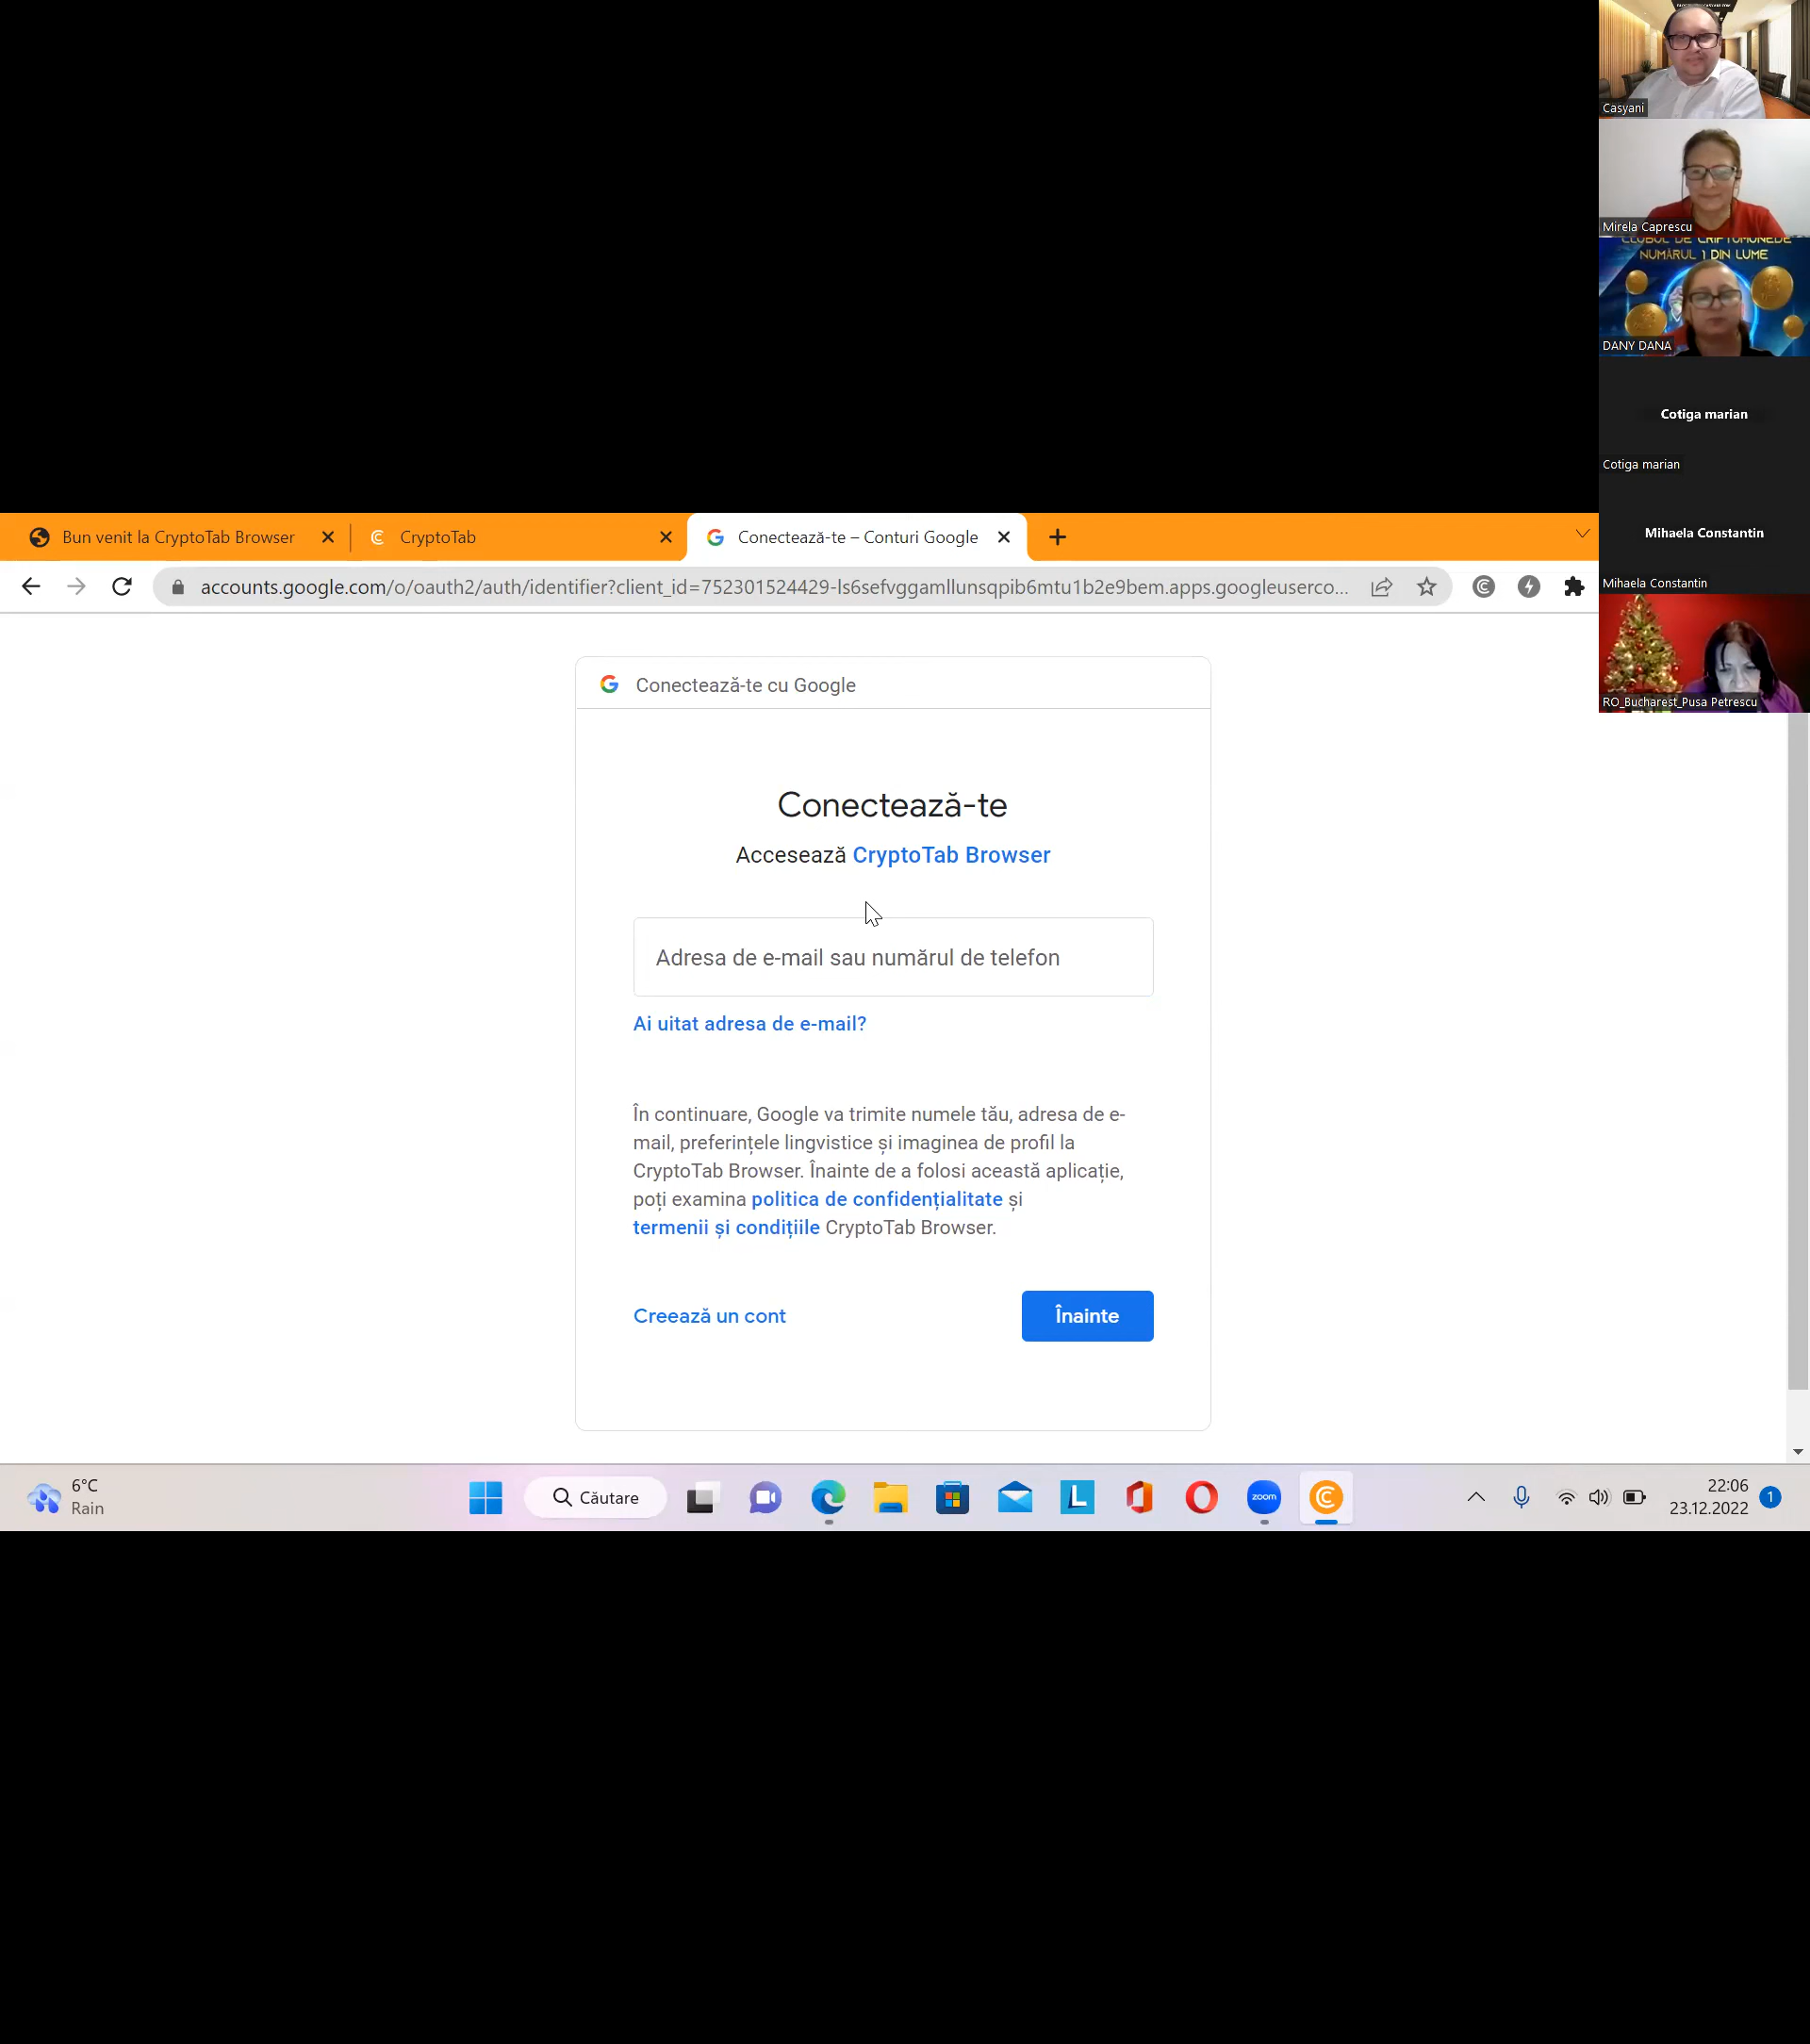 Casyani
Mirela Caprescu
CLUBUL DE CRIPTOMONEDE
NUMĂRUL 1 DIN LUME
DANY DANA
Cotiga marian
Cotiga marian
Mihaela Constantin
Mihaela Constantin
RO_Bucharest_Pusa Petrescu
Bun venit la CryptoTab Browser
CryptoTab
Conectează-te – Conturi Google
accounts.google.com/o/oauth2/auth/identifier?client_id=752301524429-ls6sefvggamllunsqpib6mtu1b2e9bem.apps.googleuserco...
Conectează-te cu Google
Conectează-te
Accesează CryptoTab Browser
Adresa de e-mail sau numărul de telefon
Ai uitat adresa de e-mail?
În continuare, Google va trimite numele tău, adresa de e-
mail, preferințele lingvistice și imaginea de profil la
CryptoTab Browser. Înainte de a folosi această aplicație,
poți examina politica de confidențialitate și
termenii și condițiile CryptoTab Browser.
Creează un cont
Înainte
6°C
Rain
Căutare
zoom
22:06
23.12.2022
1